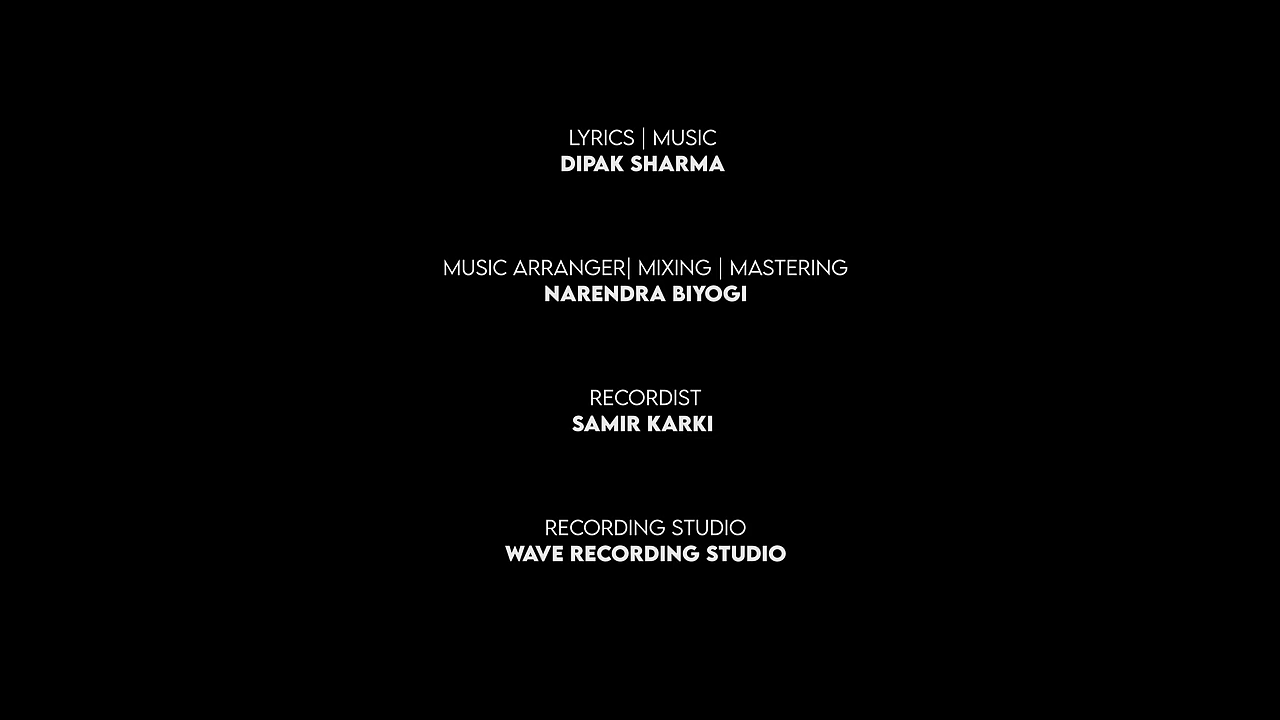 LYRICS | MUSIC
DIPAK SHARMA
MUSIC ARRANGER| MIXING | MASTERING
NARENDRA BIYOGI
RECORDIST
SAMIR KARKI
RECORDING STUDIO
WAVE RECORDING STUDIO